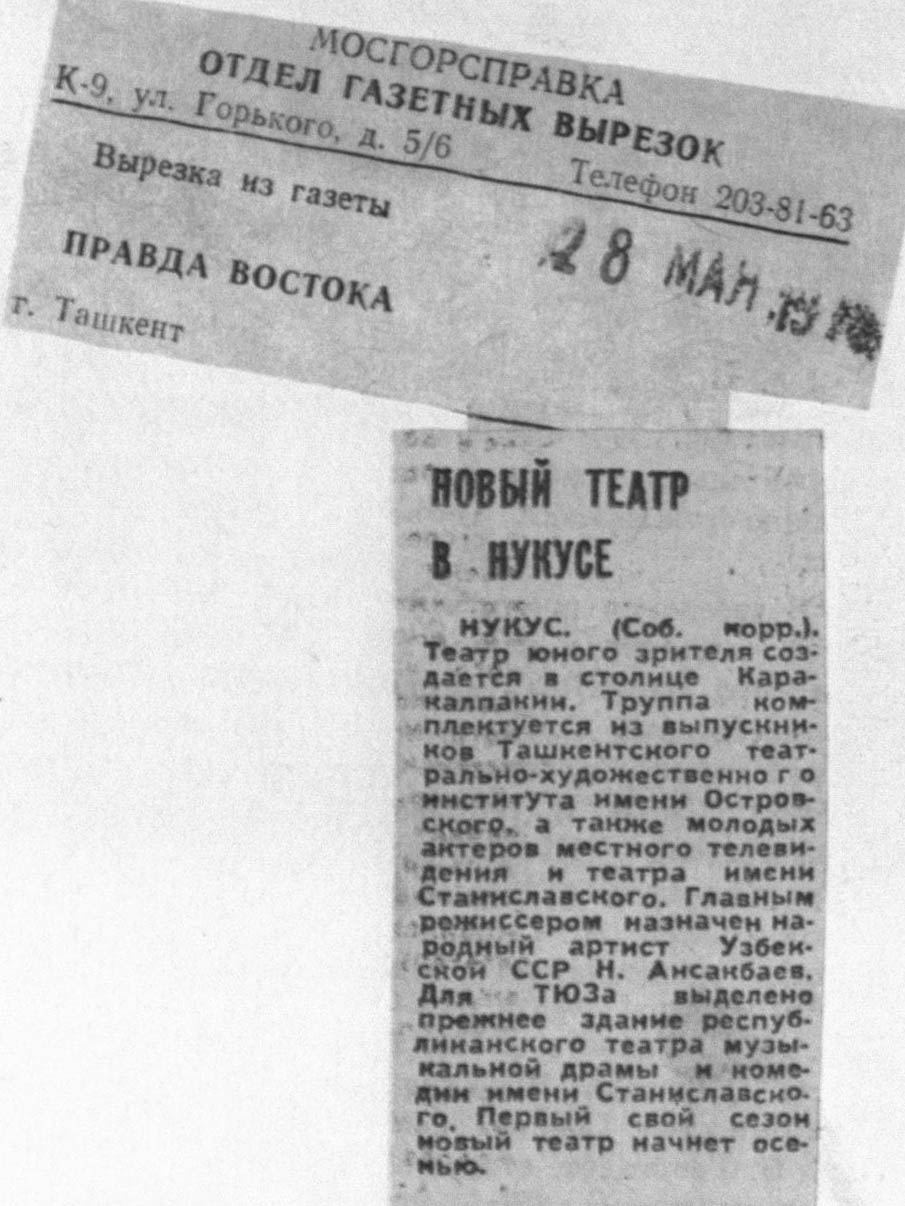 МОСГОРСПРАВКА
ОТДЕЛ ГАЗЕТНЫХ ВЫРЕЗОК
К-9, ул. Горького, д. 5/6
Телефон 203-81-63
Вырезка из газеты
ПРАВДА ВОСТОКА
г. Ташкент
28 МАЯ 19
НОВЫЙ ТЕАТР
В НУКУСЕ
НУКУС. (Соб. корр.).
Театр юного зрителя соз-
дается в столице Кара-
калпакии. Труппа ком-
плектуется из выпускни-
ков Ташкентского теат-
рально-художественно г о
института имени Остров-
ского, а также молодых
актеров местного телеви-
дения и театра имени
Станиславского. Главным
режиссером назначен на-
родный артист Узбек-
ской ССР Н. Ансакбаев.
Для ТЮЗа выделено
прежнее здание респуб-
ликанского театра музы-
кальной драмы и коме-
дии имени Станиславско-
го. Первый свой сезон
новый театр начнет осе-
нью.